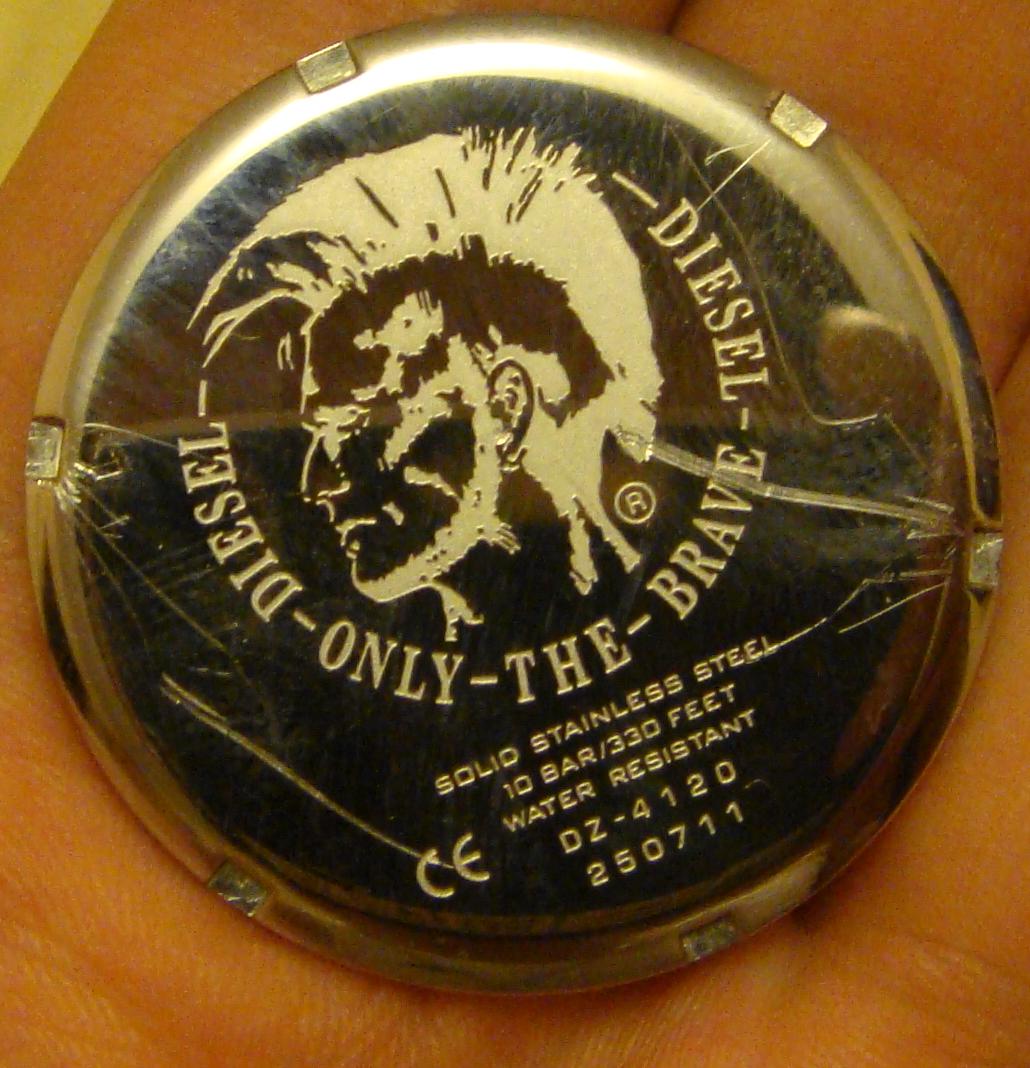 DIESEL-ONLY-THE-BRAVE-DIESEL
®
SOLID STAINLESS STEEL
10 BAR/330 FEET
WATER RESISTANT
DZ-4120
250711
CE